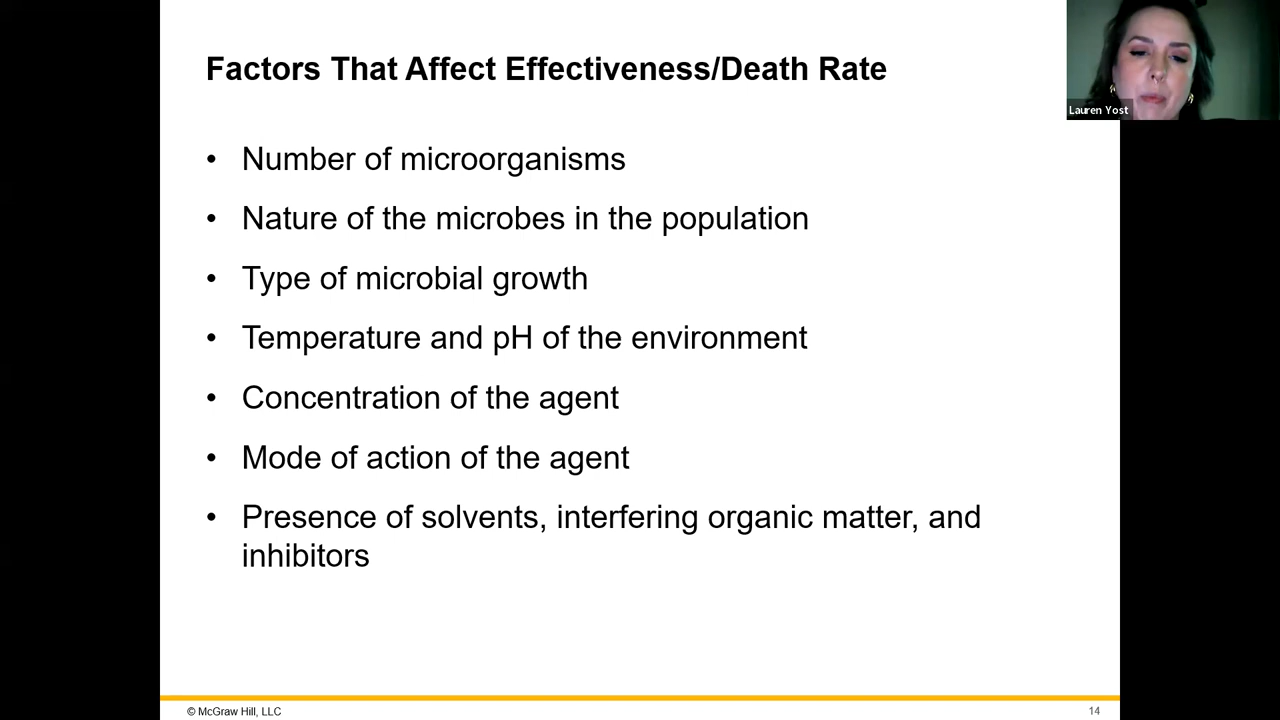 Factors That Affect Effectiveness/Death Rate
Lauren Yost
• Number of microorganisms
• Nature of the microbes in the population
• Type of microbial growth
• Temperature and pH of the environment
• Concentration of the agent
• Mode of action of the agent
• Presence of solvents, interfering organic matter, and
inhibitors
© McGraw Hill, LLC
14